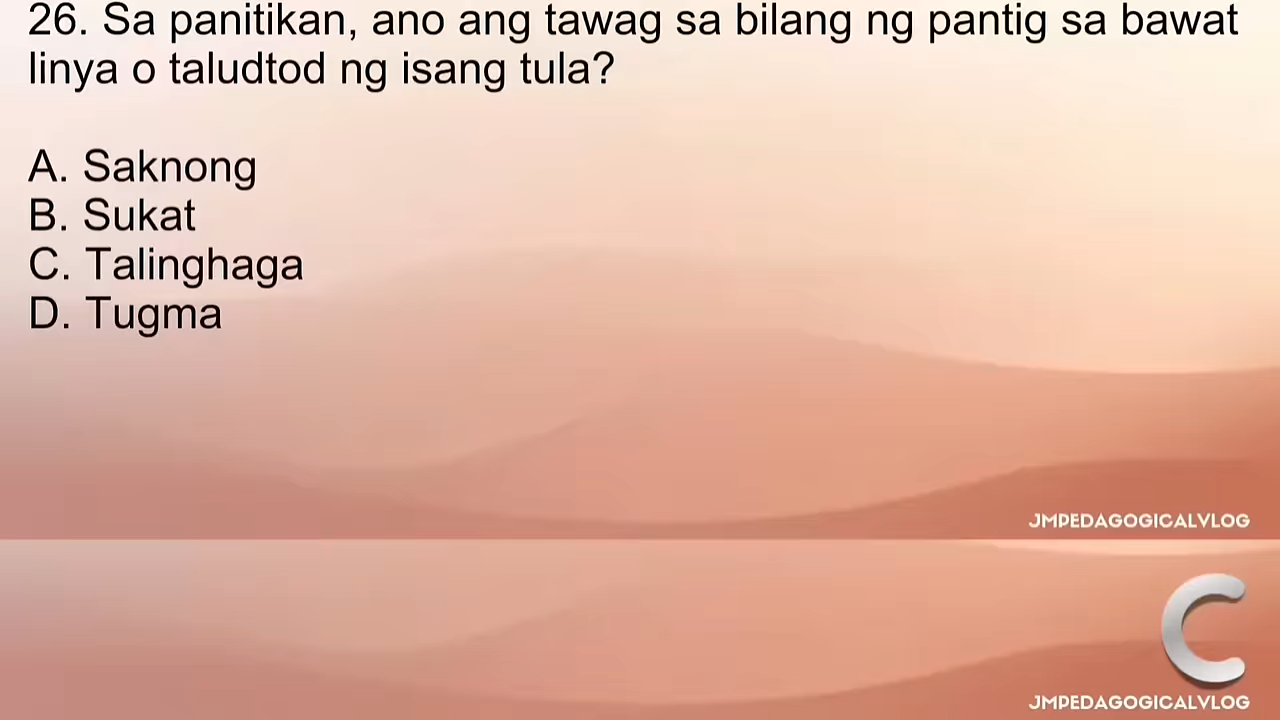 26. Sa panitikan, ano ang tawag sa bilang ng pantig sa bawat
linya o taludtod ng isang tula?
A. Saknong
B. Sukat
C. Talinghaga
D. Tugma
JMPEDAGOGICALVLOG
C
JMPEDAGOGICALVLOG